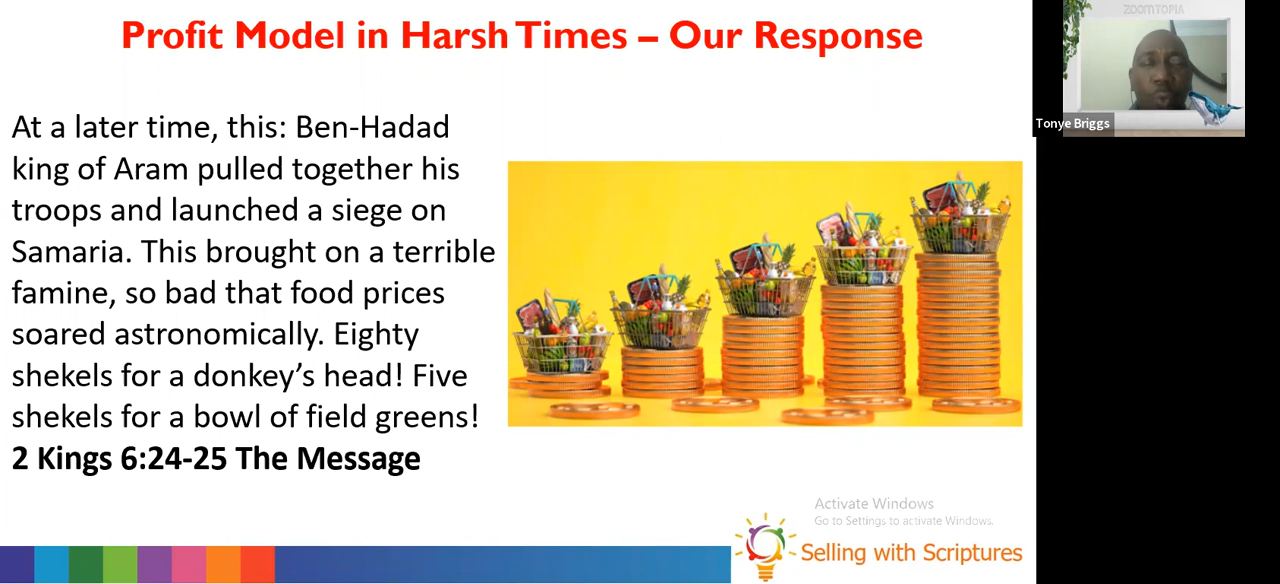 Profit Model in Harsh Times – Our Response
At a later time, this: Ben-Hadad
king of Aram pulled together his
troops and launched a siege on
Samaria. This brought on a terrible
famine, so bad that food prices
soared astronomically. Eighty
shekels for a donkey’s head! Five
shekels for a bowl of field greens!
2 Kings 6:24-25 The Message
ZOOMTOPIA
Tonye Briggs
Activate Windows
Go to Settings to activate Windows.
Selling with Scriptures